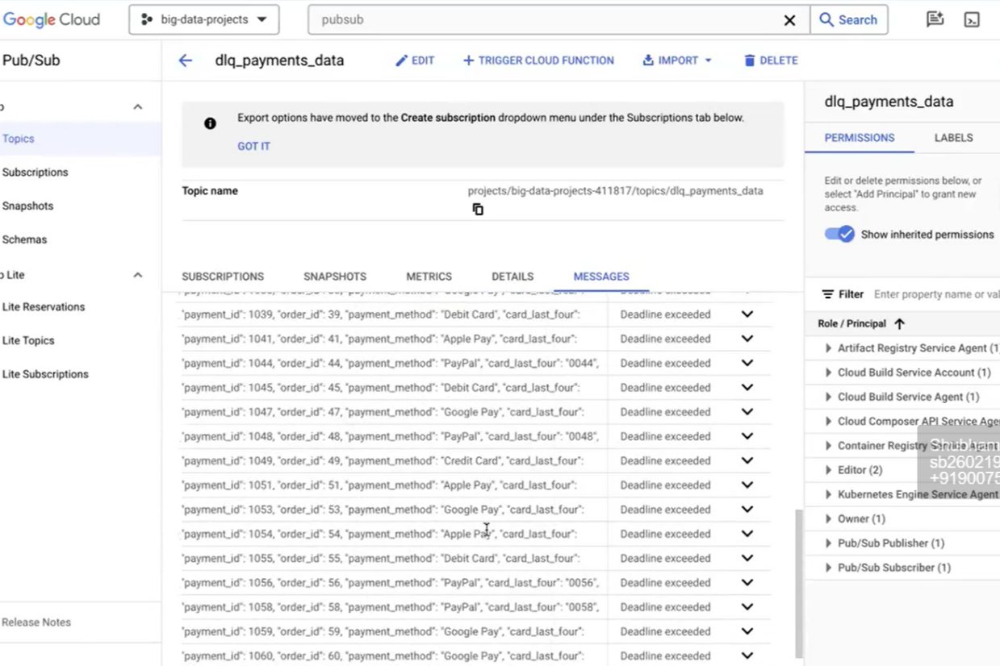 Google Cloud
big-data-projects
pubsub
Search
Pub/Sub
dlq_payments_data
EDIT
+ TRIGGER CLOUD FUNCTION
IMPORT
DELETE
Topics
Subscriptions
Snapshots
Schemas
Lite
Lite Reservations
Lite Topics
Lite Subscriptions
Release Notes
Export options have moved to the Create subscription dropdown menu under the Subscriptions tab below.
GOT IT
Topic name
projects/big-data-projects-411817/topics/dlq_payments_data
SUBSCRIPTIONS
SNAPSHOTS
METRICS
DETAILS
MESSAGES
"payment_id": 1039, "order_id": 39, "payment_method": "Debit Card", "card_last_four": Deadline exceeded
"payment_id": 1041, "order_id": 41, "payment_method": "Apple Pay", "card_last_four": Deadline exceeded
"payment_id": 1044, "order_id": 44, "payment_method": "PayPal", "card_last_four": "0044", Deadline exceeded
"payment_id": 1045, "order_id": 45, "payment_method": "Debit Card", "card_last_four": Deadline exceeded
"payment_id": 1047, "order_id": 47, "payment_method": "Google Pay", "card_last_four": Deadline exceeded
"payment_id": 1048, "order_id": 48, "payment_method": "PayPal", "card_last_four": "0048", Deadline exceeded
"payment_id": 1049, "order_id": 49, "payment_method": "Credit Card", "card_last_four": Deadline exceeded
"payment_id": 1051, "order_id": 51, "payment_method": "Apple Pay", "card_last_four": Deadline exceeded
"payment_id": 1053, "order_id": 53, "payment_method": "Google Pay", "card_last_four": Deadline exceeded
"payment_id": 1054, "order_id": 54, "payment_method": "Apple Pay", "card_last_four": Deadline exceeded
"payment_id": 1055, "order_id": 55, "payment_method": "Debit Card", "card_last_four": Deadline exceeded
"payment_id": 1056, "order_id": 56, "payment_method": "PayPal", "card_last_four": "0056", Deadline exceeded
"payment_id": 1058, "order_id": 58, "payment_method": "PayPal", "card_last_four": "0058", Deadline exceeded
"payment_id": 1059, "order_id": 59, "payment_method": "Google Pay", "card_last_four": Deadline exceeded
"payment_id": 1060, "order_id": 60, "payment_method": "Google Pay", "card_last_four": Deadline exceeded
dlq_payments_data
PERMISSIONS
LABELS
Edit or delete permissions below, or
select "Add Principal" to grant new
access.
Show inherited permissions
Filter Enter property name or val
Role / Principal
Artifact Registry Service Agent (1)
Cloud Build Service Account (1)
Cloud Build Service Agent (1)
Cloud Composer API Service Age
Container Registry
Editor (2)
Kubernetes Engine Service Agent
Owner (1)
Pub/Sub Publisher (1)
Pub/Sub Subscriber (1)
Shubham
sb260219
+9190075